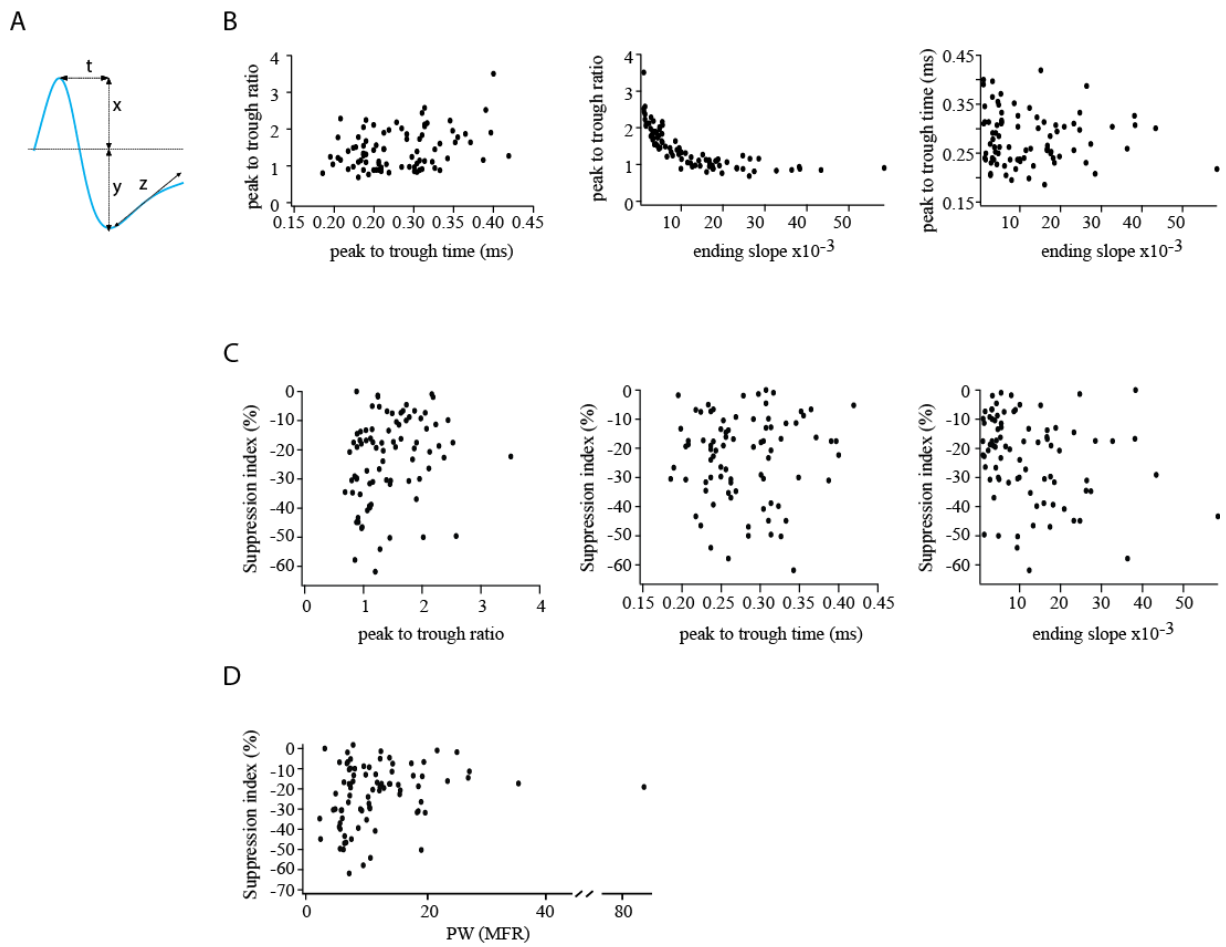 A
t
x
y
z
B
peak to trough ratio
4
3
2
1
0
0.15 0.20 0.25 0.30 0.35 0.40 0.45
peak to trough time (ms)
peak to trough ratio
4
3
2
1
0
10 20 30 40 50
ending slope x10-3
peak to trough time (ms)
0.45
0.35
0.25
0.15
10 20 30 40 50
ending slope x10-3
C
Suppression index (%)
0
-10
-20
-30
-40
-50
-60
0 1 2 3 4
peak to trough ratio
Suppression index (%)
0
-10
-20
-30
-40
-50
-60
0.15 0.20 0.25 0.30 0.35 0.40 0.45
peak to trough time (ms)
Suppression index (%)
0
-10
-20
-30
-40
-50
-60
10 20 30 40 50
ending slope x10-3
D
Suppression index (%)
0
-10
-20
-30
-40
-50
-60
-70
0 20 40 80
PW (MFR)